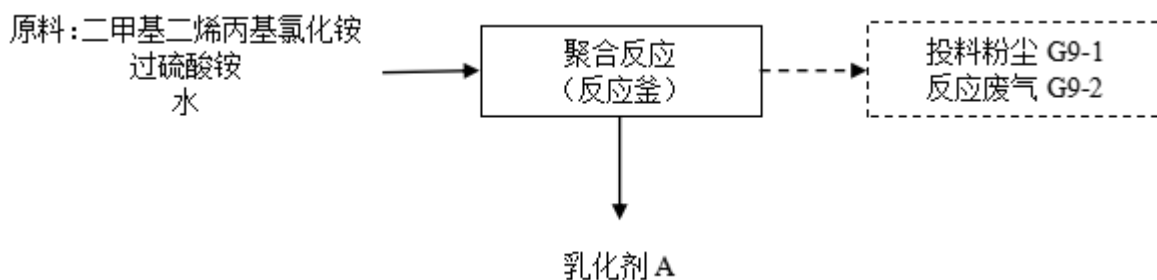 原料:二甲基二烯丙基氯化铵
过硫酸铵
水
聚合反应
（反应釜）
投料粉尘 G9-1
反应废气 G9-2
乳化剂 A